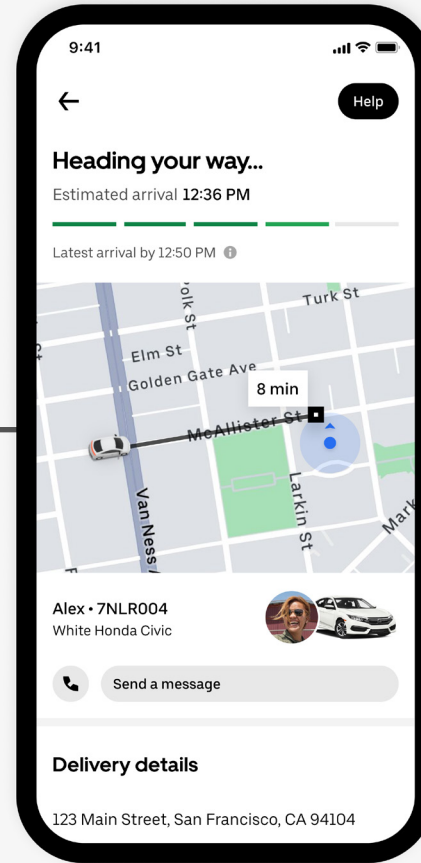 9:41
Help
Heading your way...
Estimated arrival 12:36 PM
Latest arrival by 12:50 PM
Polk St
Turk St
Elm St
Golden Gate Ave
8 min
McAllister St
Van Ness
Larkin St
Alex • 7NLR004
White Honda Civic
Send a message
Delivery details
123 Main Street, San Francisco, CA 94104